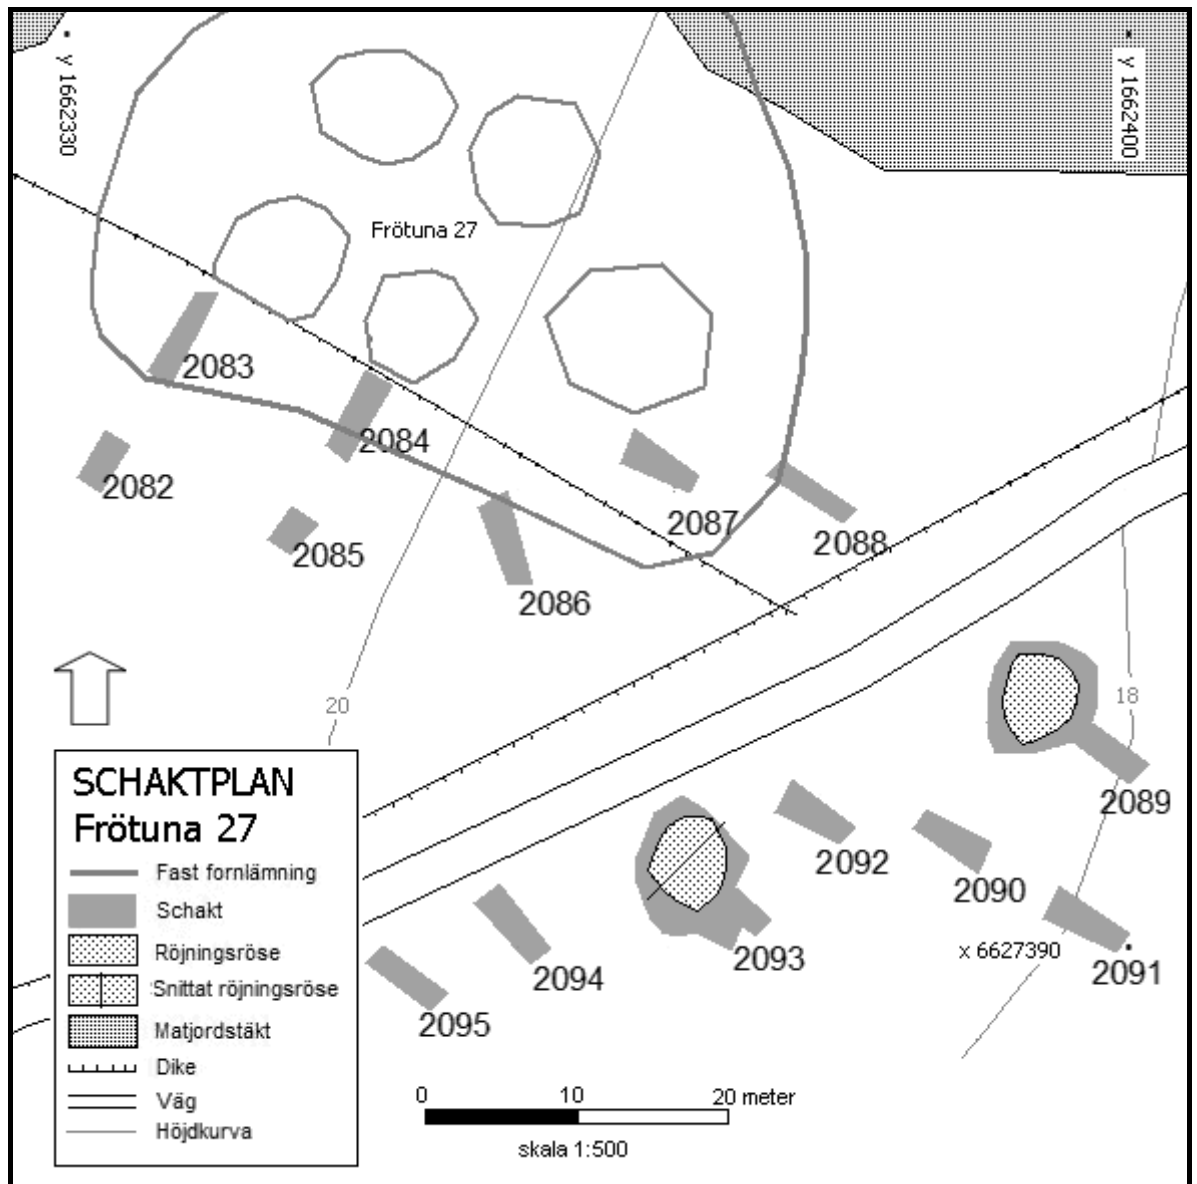 y 1662330
y 1662400
Frötuna 27
2083
2084
2082
2087
2085
2088
2086
18
20
SCHAKTPLAN
Frötuna 27
Fast fornlämning
Schakt
Röjningsröse
Snittat röjningsröse
Matjordstäkt
Dike
Väg
Höjdkurva
2089
2092
2090
2093
x 6627390
2091
2094
2095
0 10 20 meter
skala 1:500